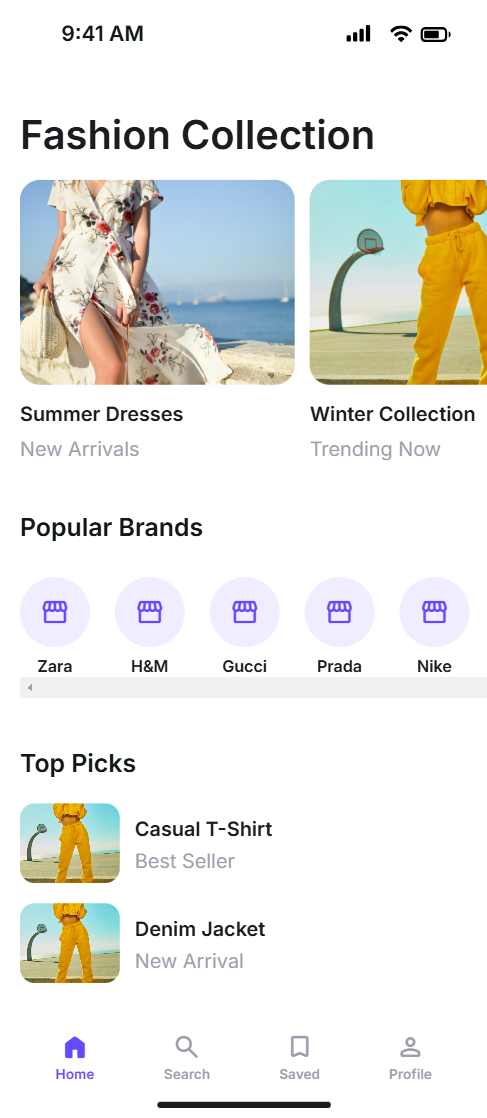 9:41 AM
Fashion Collection
Summer Dresses
New Arrivals
Winter Collection
Trending Now
Popular Brands
Zara
H&M
Gucci
Prada
Nike
Top Picks
Casual T-Shirt
Best Seller
Denim Jacket
New Arrival
Home
Search
Saved
Profile